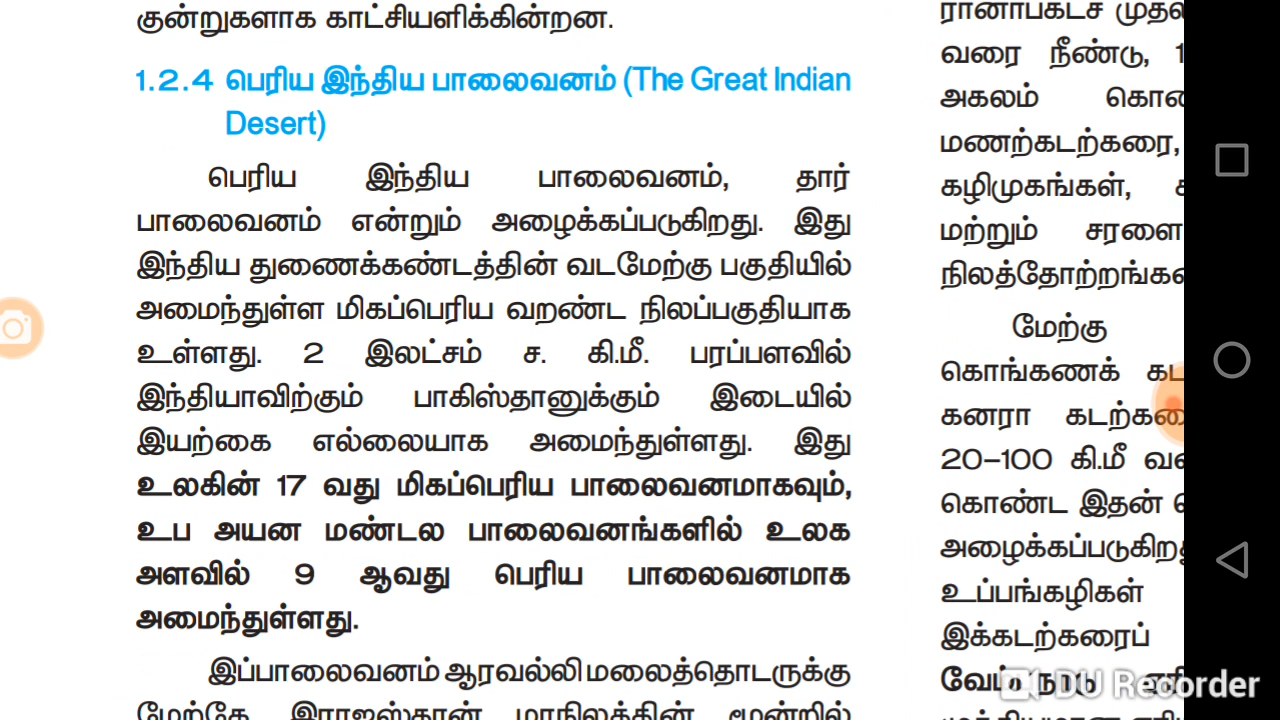 குன்றுகளாக காட்சியளிக்கின்றன.
1.2.4 பெரிய இந்திய பாலைவனம் (The Great Indian
Desert)
பெரிய இந்திய பாலைவனம், தார்
பாலைவனம் என்றும் அழைக்கப்படுகிறது. இது
இந்திய துணைக்கண்டத்தின் வடமேற்கு பகுதியில்
அமைந்துள்ள மிகப்பெரிய வறண்ட நிலப்பகுதியாக
உள்ளது. 2 இலட்சம் ச. கி.மீ. பரப்பளவில்
இந்தியாவிற்கும் பாகிஸ்தானுக்கும் இடையில்
இயற்கை எல்லையாக அமைந்துள்ளது. இது
உலகின் 17 வது மிகப்பெரிய பாலைவனமாகவும்,
உப அயன மண்டல பாலைவனங்களில் உலக
அளவில் 9 ஆவது பெரிய பாலைவனமாக
அமைந்துள்ளது.
இப்பாலைவனம் ஆரவல்லி மலைத்தொடருக்கு
மேற்கே, இராஜஸ்தான் மாநிலத்தின் மூன்றில்
வரை நீண்டு,
அகலம்
மணற்கடற்கரை,
கழிமுகங்கள்,
மற்றும் சரளை
மேற்கு
கொங்கணக்
கனரா
20–100 கி.மீ
கொண்ட இதன்
உப்பங்கழிகள்
இக்கடற்கரைப்
DU Recorder